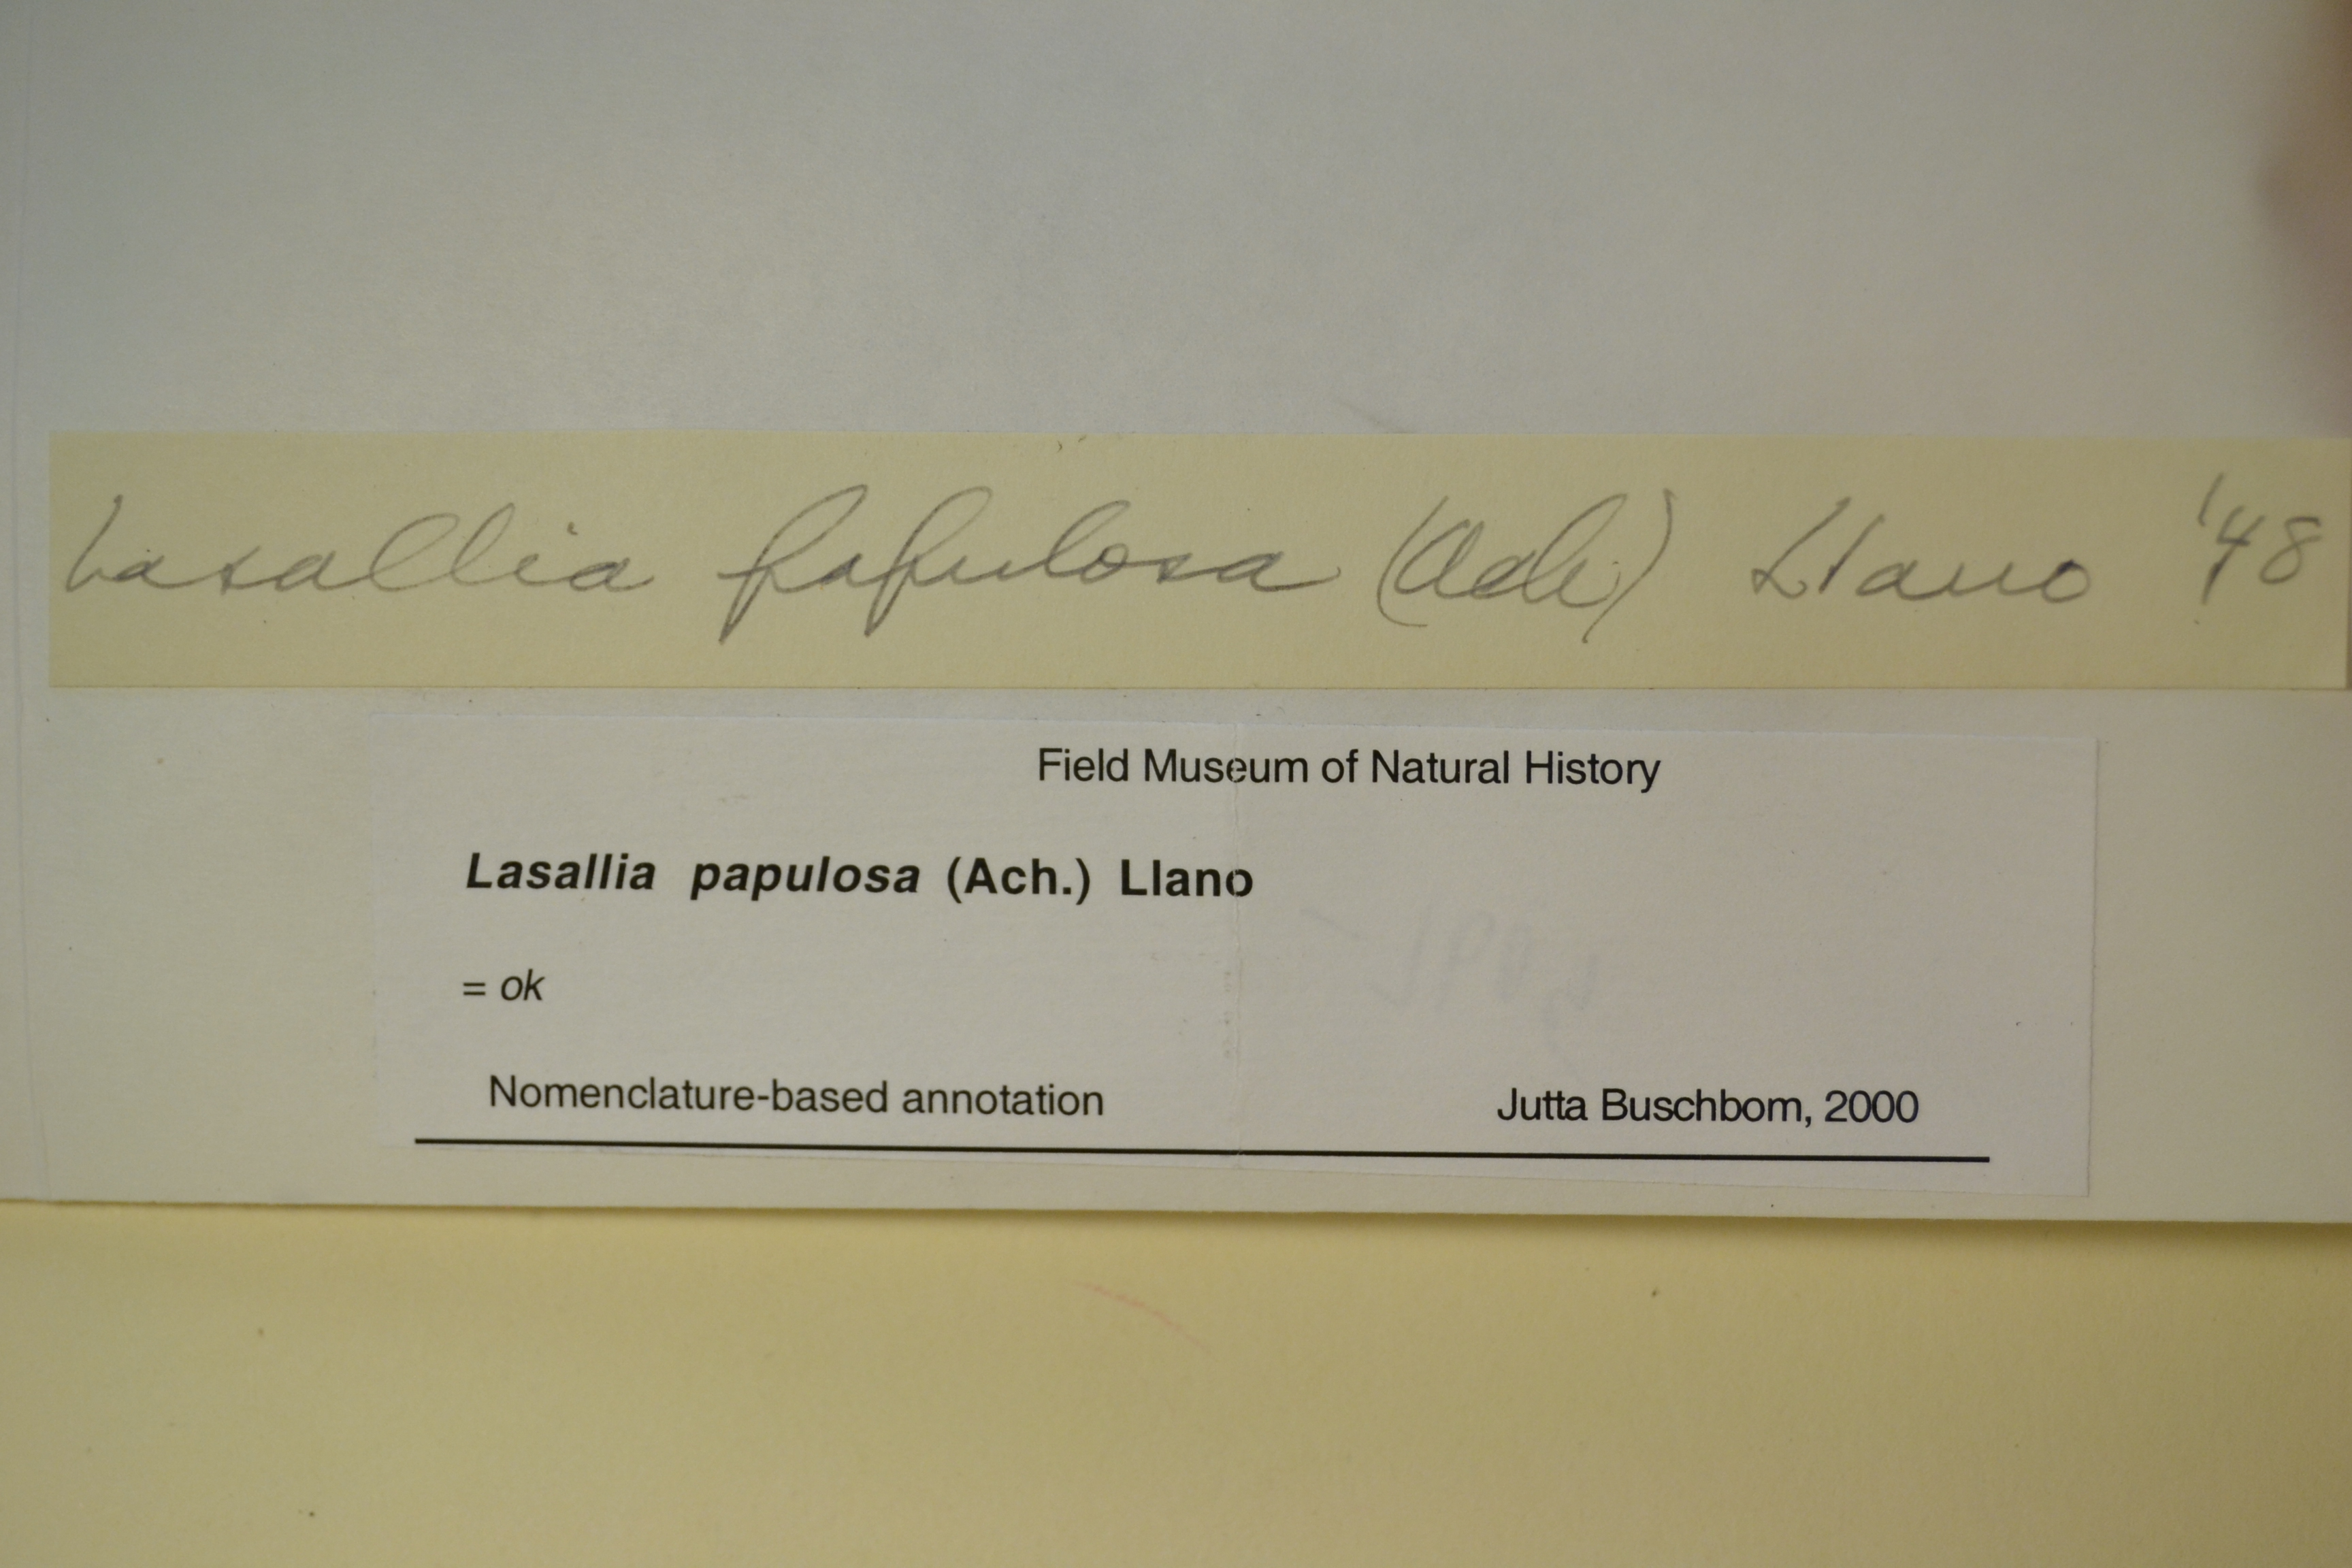 Lasallia papulosa (Ach) Llano '48
Field Museum of Natural History
Lasallia papulosa (Ach.) Llano
= ok
Nomenclature-based annotation
Jutta Buschbom, 2000